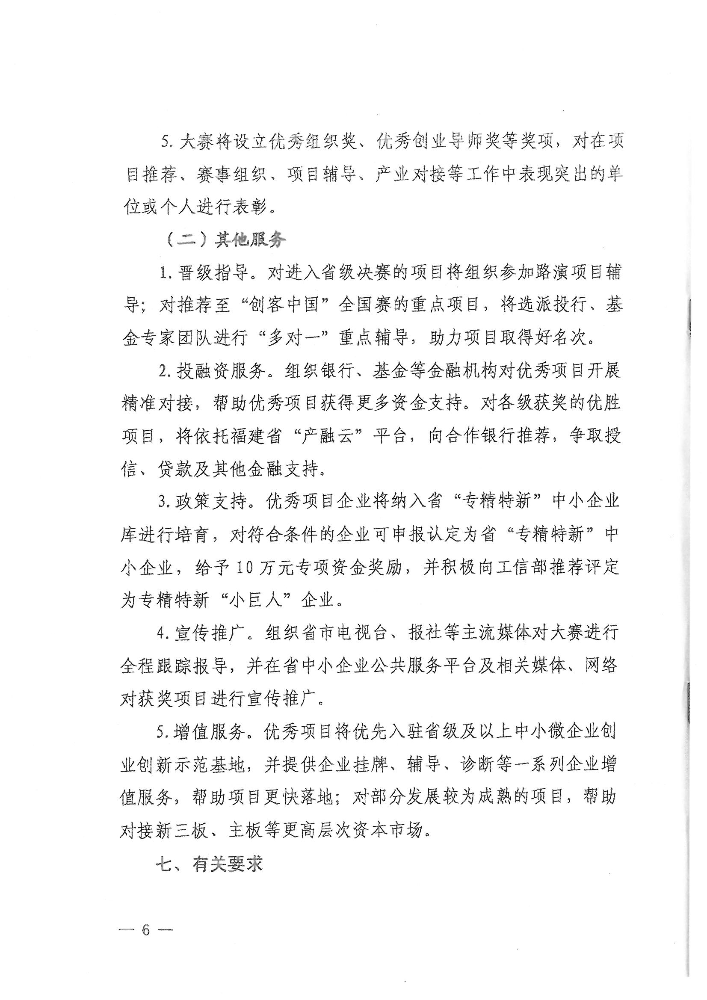 5. 大赛将设立优秀组织奖、优秀创业导师奖等奖项，对在项
目推荐、赛事组织、项目辅导、产业对接等工作中表现突出的单
位或个人进行表彰。
（二）其他服务
1. 晋级指导。对进入省级决赛的项目将组织参加路演项目辅
导；对推荐至“创客中国”全国赛的重点项目，将选派投行、基
金专家团队进行“多对一”重点辅导，助力项目取得好名次。
2. 投融资服务。组织银行、基金等金融机构对优秀项目开展
精准对接，帮助优秀项目获得更多资金支持。对各级获奖的优胜
项目，将依托福建省“产融云”平台，向合作银行推荐，争取授
信、贷款及其他金融支持。
3. 政策支持。优秀项目企业将纳入省“专精特新”中小企业
库进行培育，对符合条件的企业可申报认定为省“专精特新”中
小企业，给予 10 万元专项资金奖励，并积极向工信部推荐评定
为专精特新“小巨人”企业。
4. 宣传推广。组织省市电视台、报社等主流媒体对大赛进行
全程跟踪报导，并在省中小企业公共服务平台及相关媒体、网络
对获奖项目进行宣传推广。
5. 增值服务。优秀项目将优先入驻省级及以上中小微企业创
业创新示范基地，并提供企业挂牌、辅导、诊断等一系列企业增
值服务，帮助项目更快落地；对部分发展较为成熟的项目，帮助
对接新三板、主板等更高层次资本市场。
七、有关要求
— 6 —